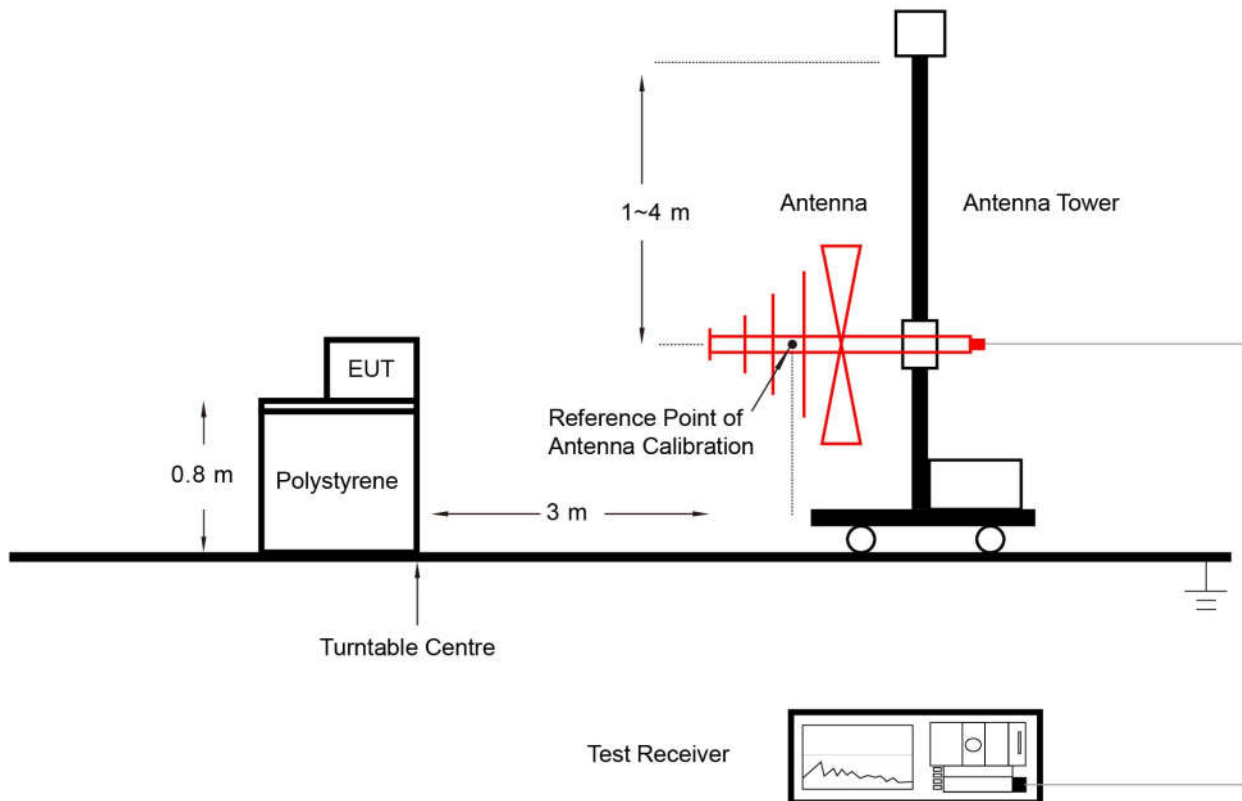 1~4 m
Antenna
Antenna Tower
EUT
Reference Point of
Antenna Calibration
0.8 m
Polystyrene
3 m
Turntable Centre
Test Receiver